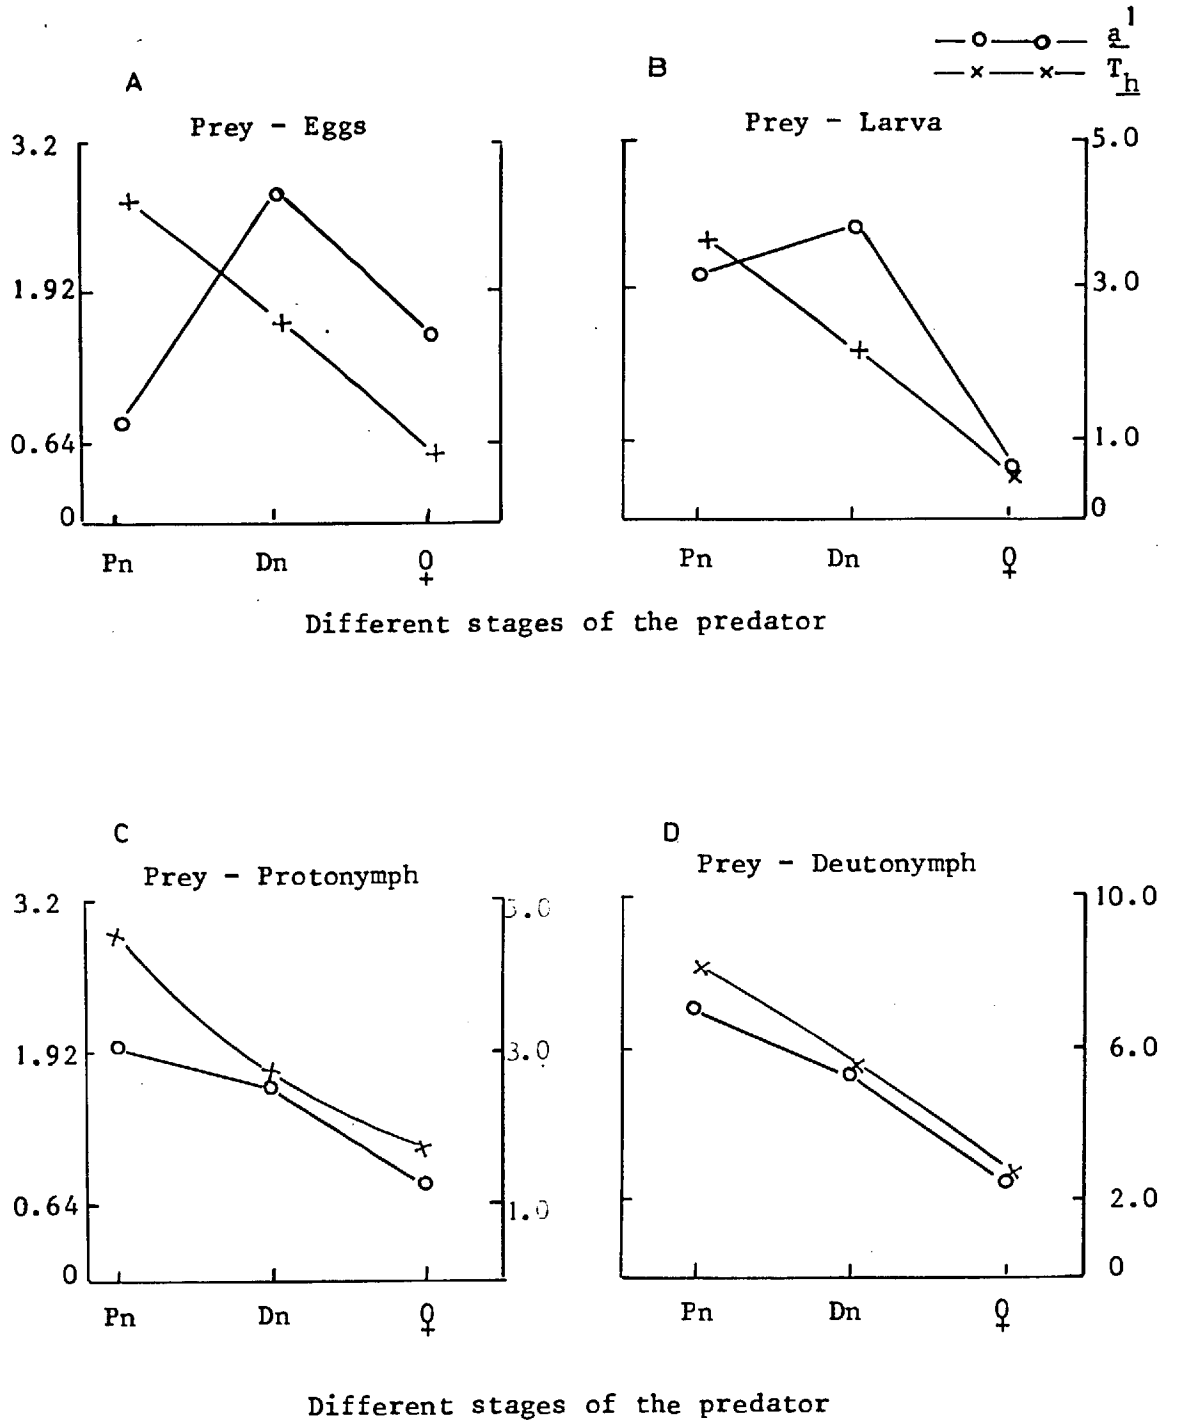 a¹
T_h
A
B
Prey - Eggs
Prey - Larva
3.2
1.92
0.64
0
5.0
3.0
1.0
0
Pn Dn ♀
Pn Dn ♀
Different stages of the predator
C
D
Prey - Protonymph
Prey - Deutonymph
3.2
1.92
0.64
0
5.0
3.0
1.0
10.0
6.0
2.0
0
Pn Dn ♀
Pn Dn ♀
Different stages of the predator